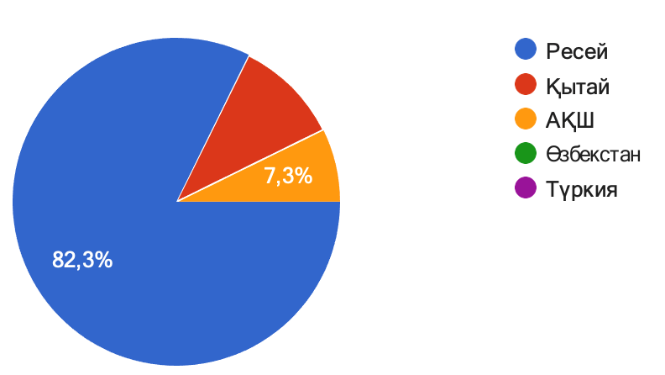 Ресей
Қытай
АҚШ
Өзбекстан
Түркия
7,3%
82,3%